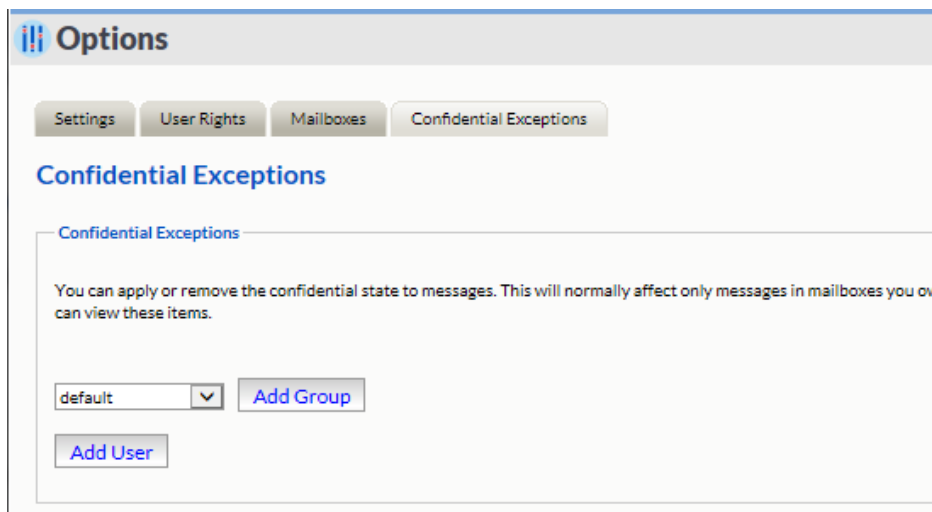 Options
Settings User Rights Mailboxes Confidential Exceptions
Confidential Exceptions
Confidential Exceptions
You can apply or remove the confidential state to messages. This will normally affect only messages in mailboxes you
can view these items.
default Add Group
Add User